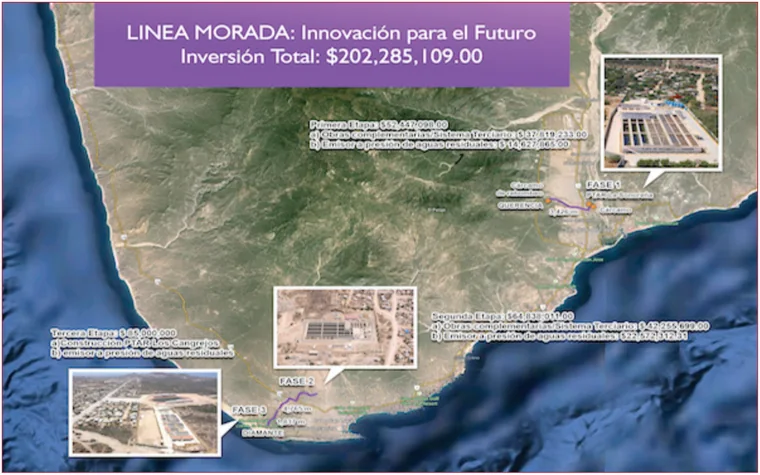 LINEA MORADA: Innovación para el Futuro
Inversión Total: $202,285,109.00
Primera Etapa: $52,447,098.00
a) Obras complementarias/Sistema Terciario: $ 37,819,233.00
b) Emisor a presión de aguas residuales: $ 14,627,865.00
Cárcamo
QUERENCIA
FASE 1
Cárcamo
Segunda Etapa: $64,838,011.00
a) Obras complementarias/Sistema Terciario: $ 42,255,699.00
b) Emisor a presión de aguas residuales: $22,572,312.31
Tercera Etapa: $ 85,000,000
a)Construcción PTAR Los Cangrejos
b) emisor a presión de aguas residuales
FASE 2
FASE 3
DIAMANTE